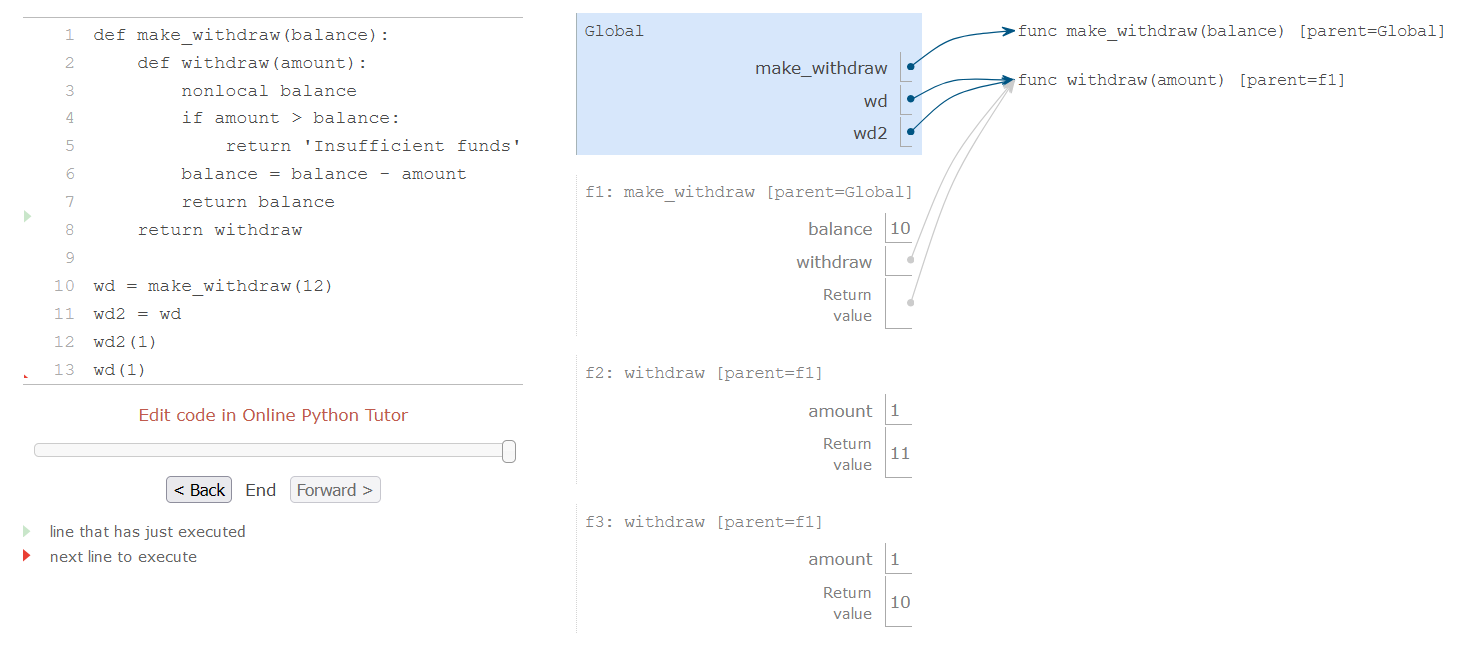 1 def make_withdraw(balance):
2     def withdraw(amount):
3         nonlocal balance
4         if amount > balance:
5             return 'Insufficient funds'
6         balance = balance - amount
7         return balance
8     return withdraw
9
10 wd = make_withdraw(12)
11 wd2 = wd
12 wd2(1)
13 wd(1)
Edit code in Online Python Tutor
< Back End Forward >
line that has just executed
next line to execute
Global
make_withdraw
wd
wd2
f1: make_withdraw [parent=Global]
balance 10
withdraw
Return
value
f2: withdraw [parent=f1]
amount 1
Return
value 11
f3: withdraw [parent=f1]
amount 1
Return
value 10
func make_withdraw(balance) [parent=Global]
func withdraw(amount) [parent=f1]